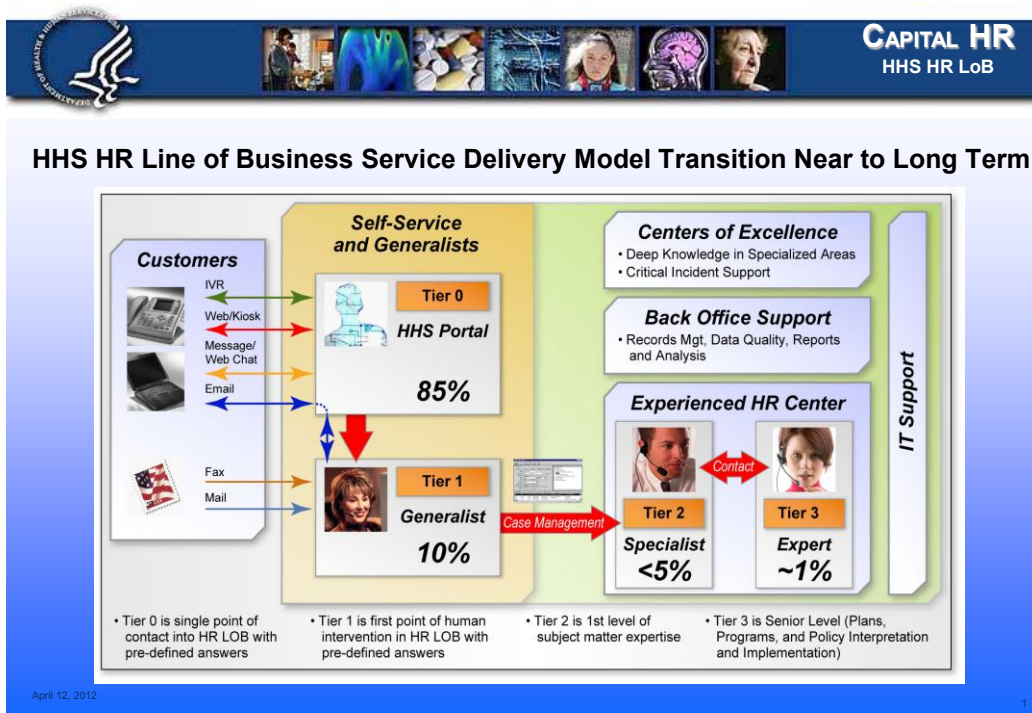 CAPITAL HR
HHS HR LoB
HHS HR Line of Business Service Delivery Model Transition Near to Long Term
Customers
IVR
Web/Kiosk
Message/
Web Chat
Email
Fax
Mail
Self-Service
and Generalists
Tier 0
HHS Portal
85%
Tier 1
Generalist
10%
Case Management
Centers of Excellence
• Deep Knowledge in Specialized Areas
• Critical Incident Support
Back Office Support
• Records Mgt, Data Quality, Reports
and Analysis
Experienced HR Center
Contact
Tier 2
Specialist
<5%
Tier 3
Expert
~1%
IT Support
• Tier 0 is single point of
contact into HR LOB with
pre-defined answers
• Tier 1 is first point of human
intervention in HR LOB with
pre-defined answers
• Tier 2 is 1st level of
subject matter expertise
• Tier 3 is Senior Level (Plans,
Programs, and Policy Interpretation
and Implementation)
April 12, 2012
1